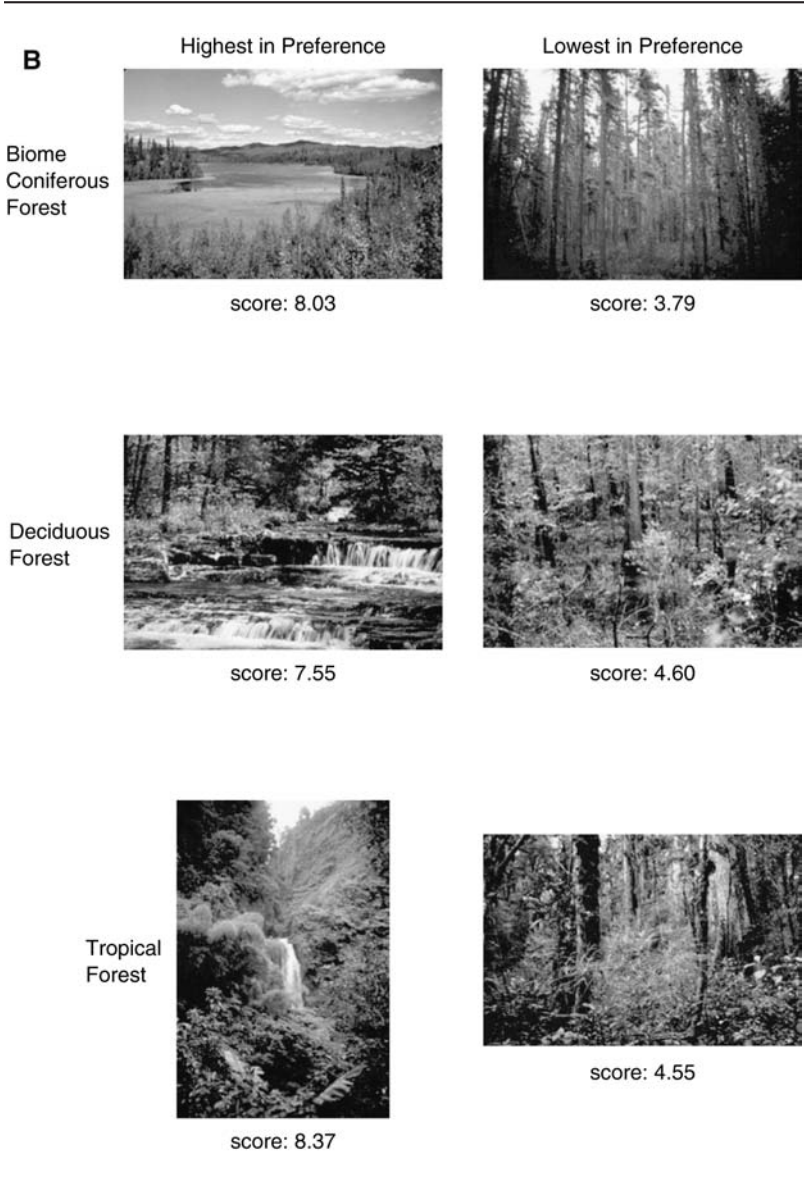 B
Highest in Preference
Lowest in Preference
Biome
Coniferous
Forest
score: 8.03
score: 3.79
Deciduous
Forest
score: 7.55
score: 4.60
Tropical
Forest
score: 4.55
score: 8.37